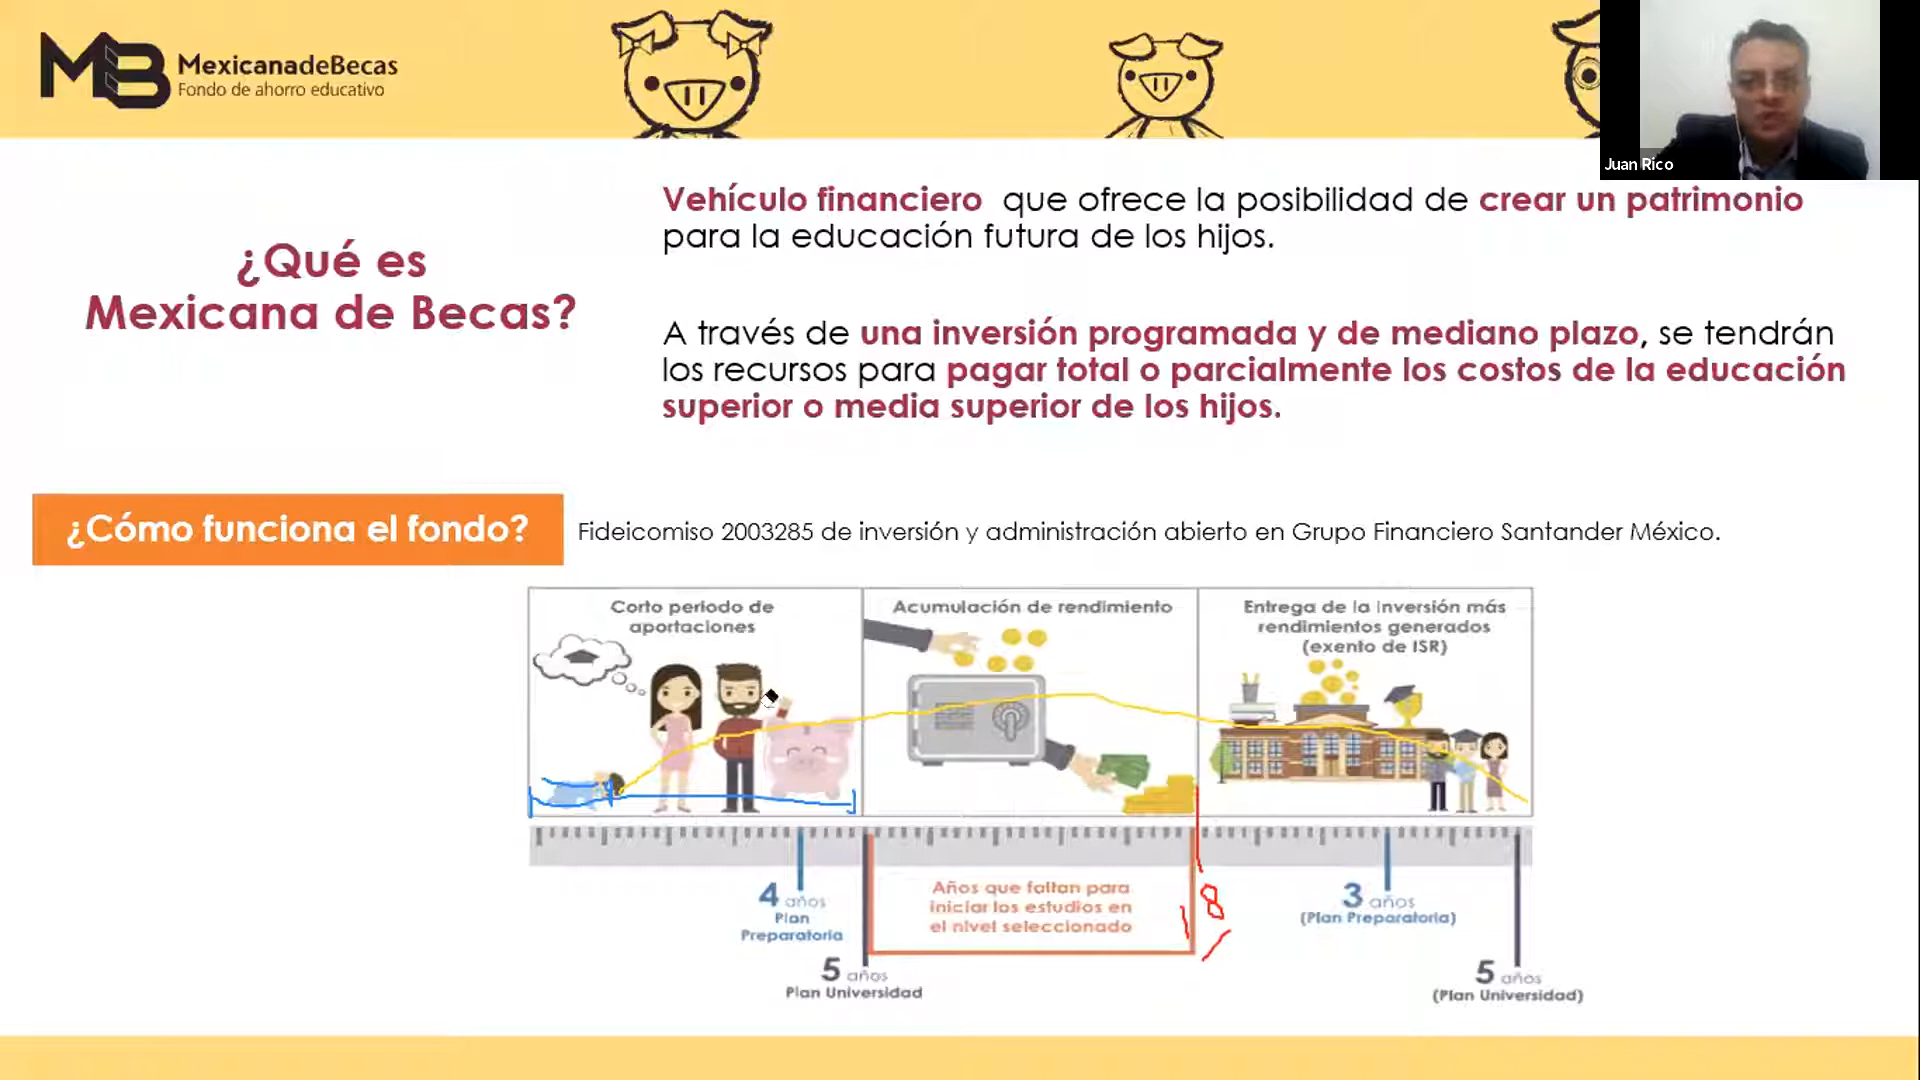 MB MexicanadeBecas
Fondo de ahorro educativo
Juan Rico
¿Qué es
Mexicana de Becas?
Vehículo financiero que ofrece la posibilidad de crear un patrimonio
para la educación futura de los hijos.
A través de una inversión programada y de mediano plazo, se tendrán
los recursos para pagar total o parcialmente los costos de la educación
superior o media superior de los hijos.
¿Cómo funciona el fondo?
Fideicomiso 2003285 de inversión y administración abierto en Grupo Financiero Santander México.
Corto periodo de
aportaciones
Acumulación de rendimiento
Entrega de la inversión más
rendimientos generados
(exento de ISR)
4 años
Plan
Preparatoria
5 años
Plan Universidad
Años que faltan para
iniciar los estudios en
el nivel seleccionado
18
3 años
(Plan Preparatoria)
5 años
(Plan Universidad)